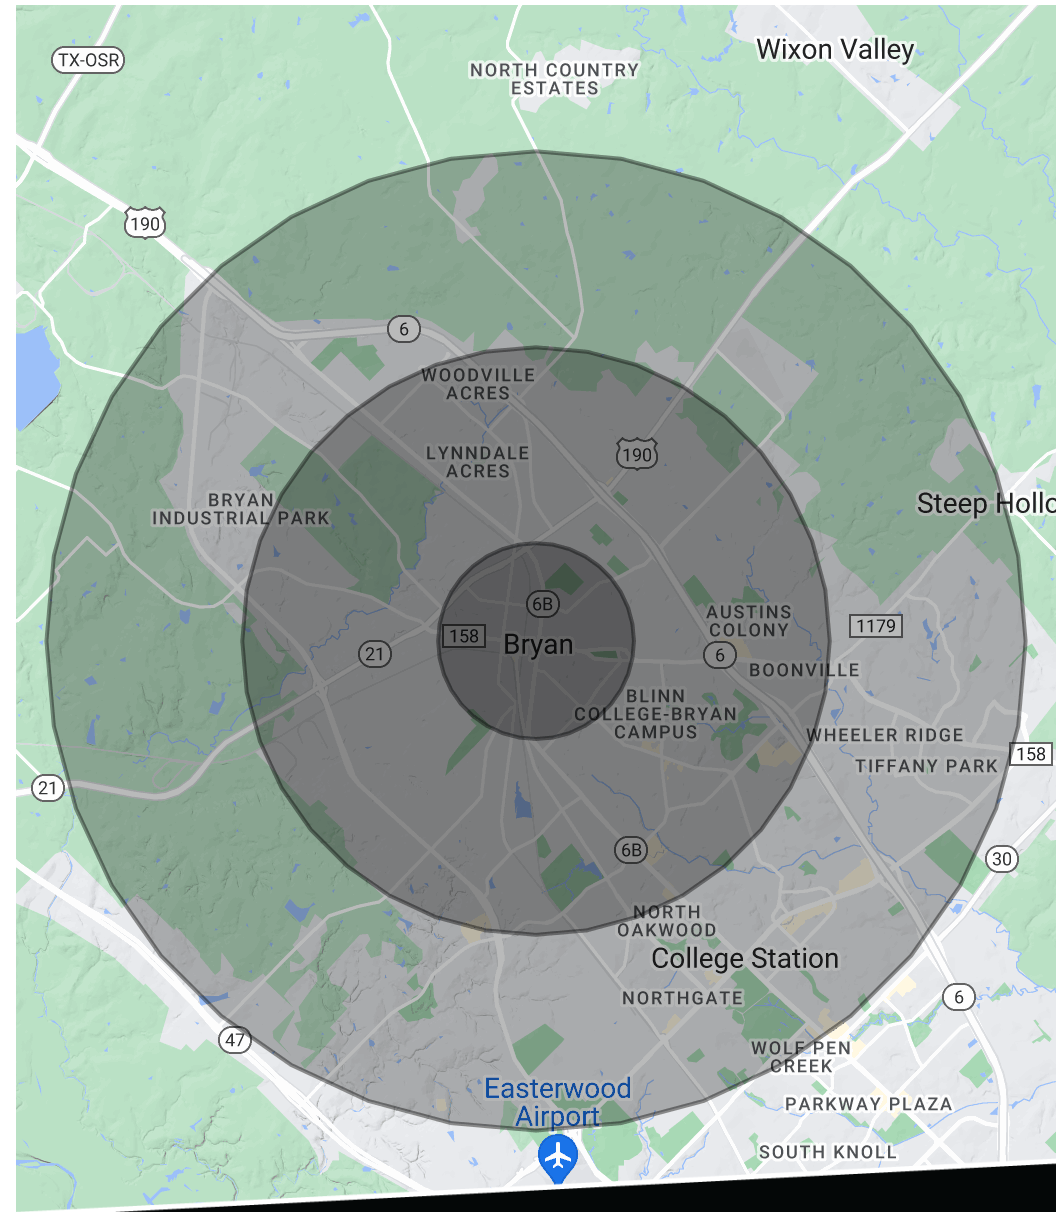 Wixon Valley
TX-OSR
NORTH COUNTRY
ESTATES
190
6
WOODVILLE
ACRES
190
LYNNDALE
ACRES
BRYAN
INDUSTRIAL PARK
Steep Hollo
6B
AUSTINS
COLONY
1179
158
Bryan
21
6
BOONVILLE
BLINN
COLLEGE-BRYAN
CAMPUS
WHEELER RIDGE
158
TIFFANY PARK
21
6B
30
NORTH
OAKWOOD
College Station
NORTHGATE
6
47
WOLF PEN
CREEK
Easterwood
Airport
PARKWAY PLAZA
SOUTH KNOLL